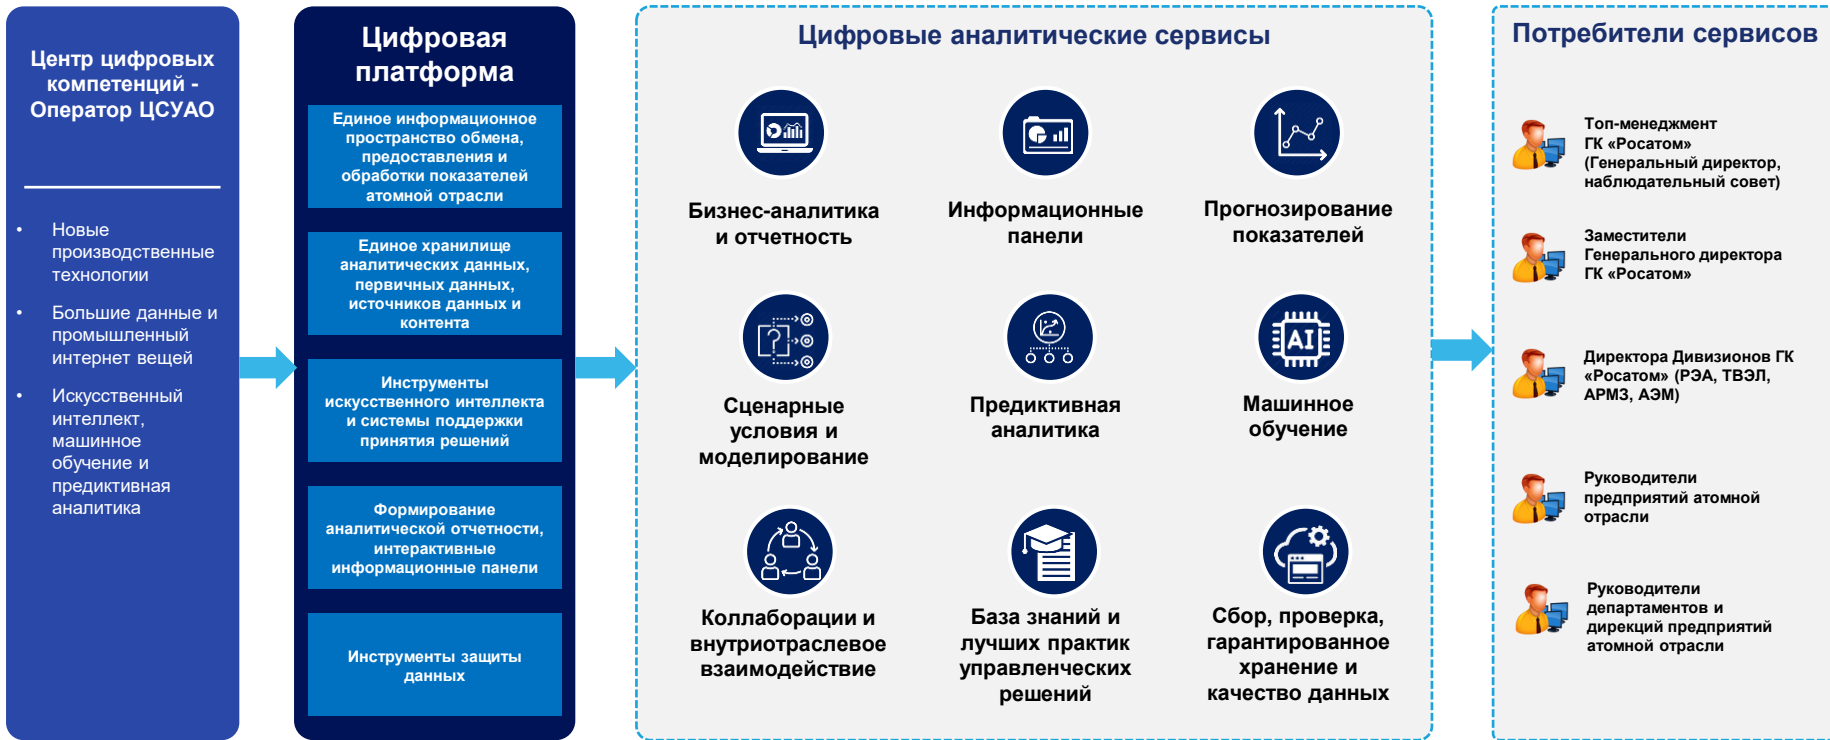 Центр цифровых
компетенций -
Оператор ЦСУАО
• Новые
производственные
технологии
• Большие данные и
промышленный
интернет вещей
• Искусственный
интеллект,
машинное
обучение и
предиктивная
аналитика
Цифровая
платформа
Единое информационное
пространство обмена,
предоставления и
обработки показателей
атомной отрасли
Единое хранилище
аналитических данных,
первичных данных,
источников данных и
контента
Инструменты
искусственного интеллекта
и системы поддержки
принятия решений
Формирование
аналитической отчетности,
интерактивные
информационные панели
Инструменты защиты
данных
Цифровые аналитические сервисы
Бизнес-аналитика
и отчетность
Информационные
панели
Прогнозирование
показателей
?
Сценарные
условия и
моделирование
Предиктивная
аналитика
AI
Машинное
обучение
Коллаборации и
внутриотраслевое
взаимодействие
База знаний и
лучших практик
управленческих
решений
Сбор, проверка,
гарантированное
хранение и
качество данных
Потребители сервисов
Топ-менеджмент
ГК «Росатом»
(Генеральный директор,
наблюдательный совет)
Заместители
Генерального директора
ГК «Росатом»
Директора Дивизионов ГК
«Росатом» (РЭА, ТВЭЛ,
АРМЗ, АЭМ)
Руководители
предприятий атомной
отрасли
Руководители
департаментов и
дирекций предприятий
атомной отрасли